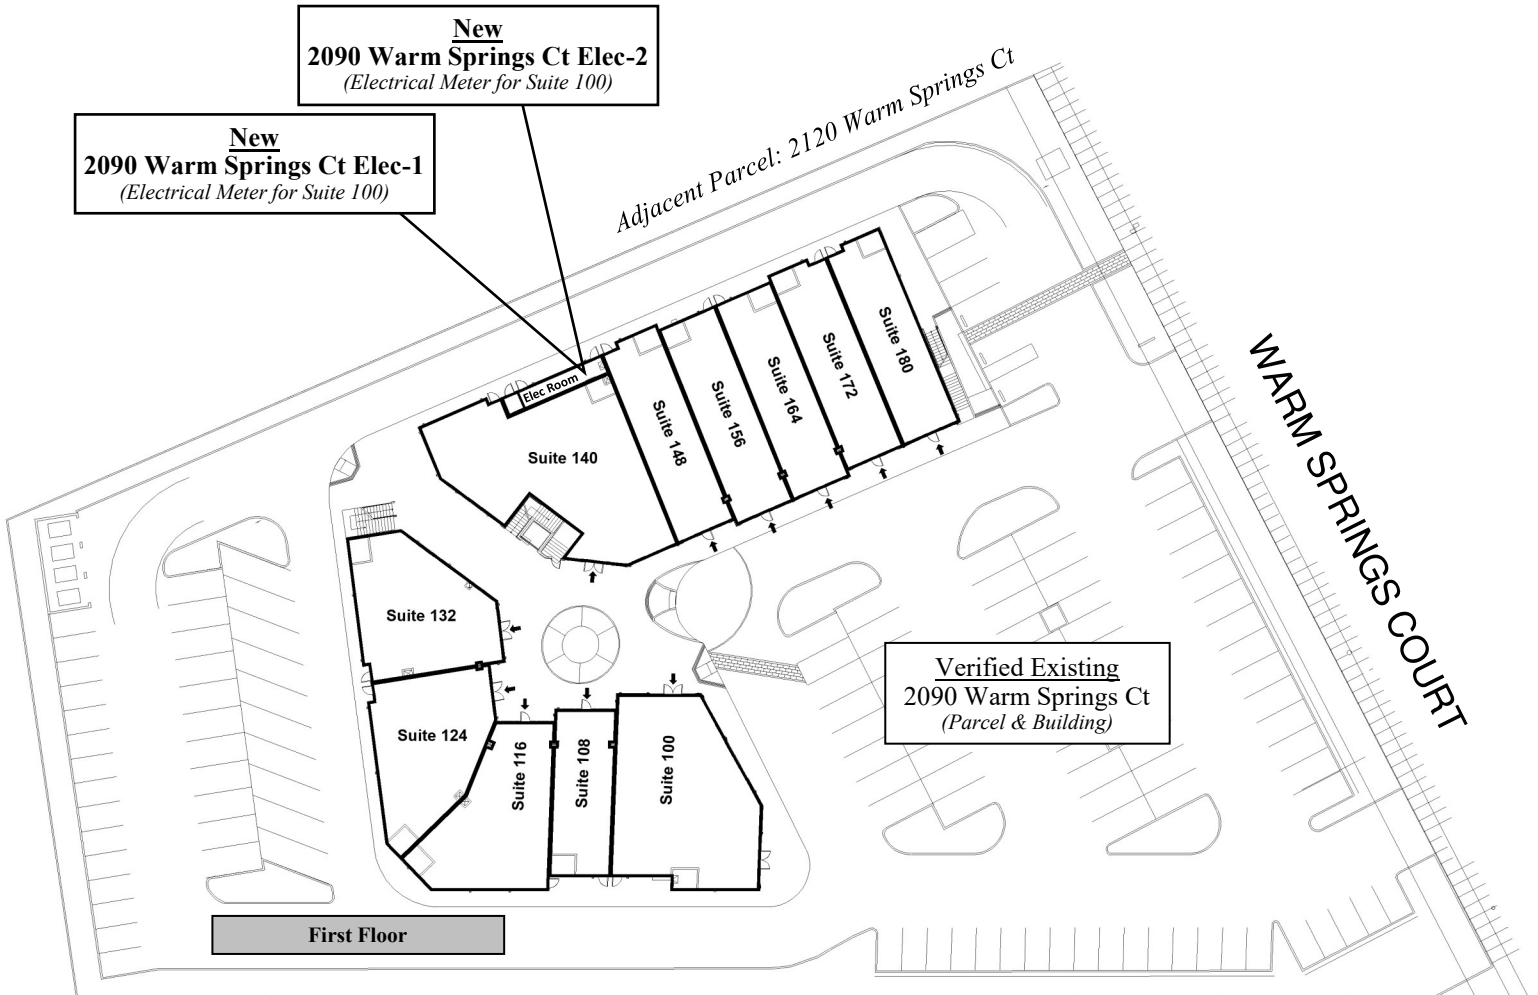 New
2090 Warm Springs Ct Elec-2
(Electrical Meter for Suite 100)
New
2090 Warm Springs Ct Elec-1
(Electrical Meter for Suite 100)
Adjacent Parcel: 2120 Warm Springs Ct
WARM SPRINGS COURT
Elec Room
Suite 180
Suite 172
Suite 164
Suite 156
Suite 148
Suite 140
Suite 132
Suite 124
Suite 116
Suite 108
Suite 100
Verified Existing
2090 Warm Springs Ct
(Parcel & Building)
First Floor